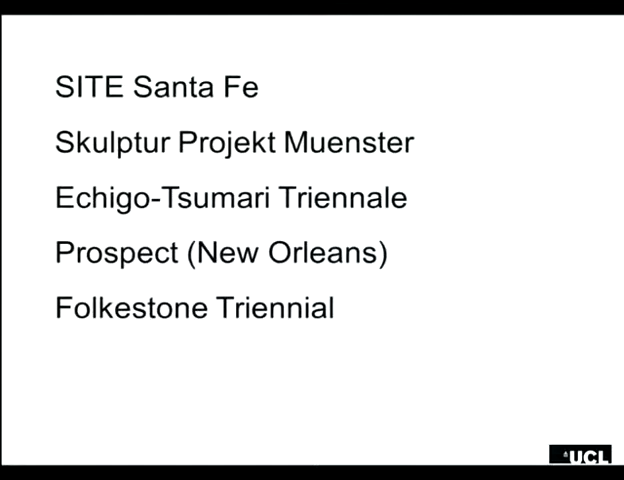 SITE Santa Fe
Skulptur Projekt Muenster
Echigo-Tsumari Triennale
Prospect (New Orleans)
Folkestone Triennial
UCL